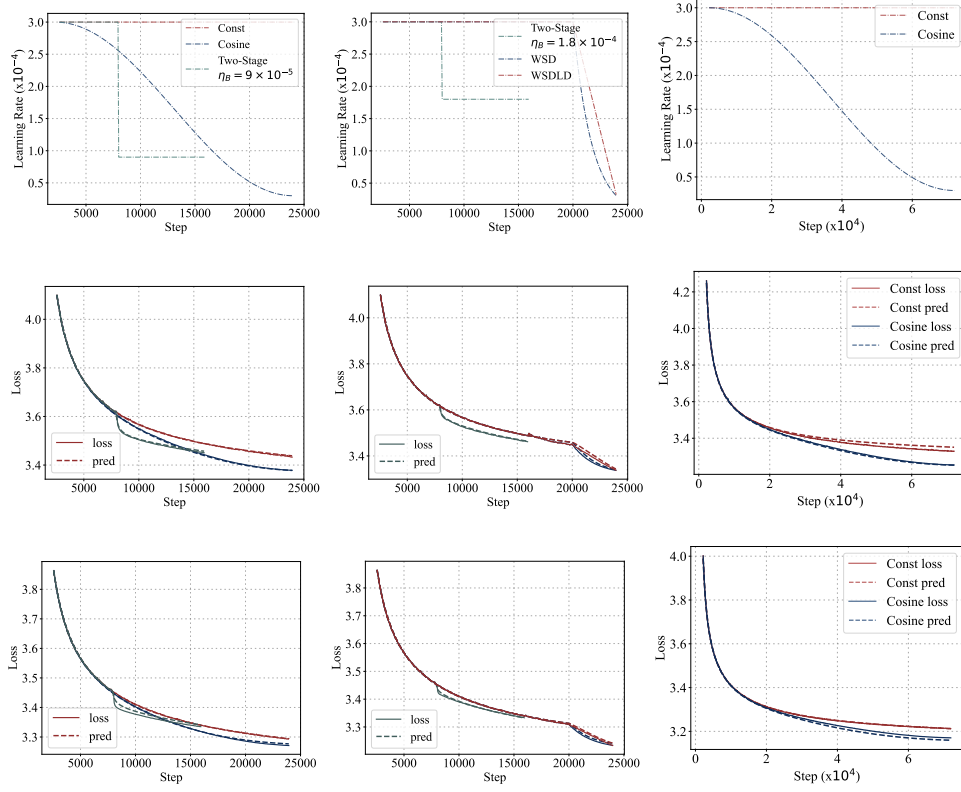 Learning Rate (x10⁻⁴)
3.0
2.5
2.0
1.5
1.0
0.5
5000 10000 15000 20000 25000
Step
Const
Cosine
Two-Stage
η_B = 9 × 10⁻⁵
Learning Rate (x10⁻⁴)
3.0
2.5
2.0
1.5
1.0
0.5
5000 10000 15000 20000 25000
Step
Two-Stage
η_B = 1.8 × 10⁻⁴
WSD
WSDLD
Learning Rate (x10⁻⁴)
3.0
2.5
2.0
1.5
1.0
0.5
0 2 4 6
Step (x10⁴)
Const
Cosine
Loss
4.0
3.8
3.6
3.4
5000 10000 15000 20000 25000
Step
loss
pred
Loss
4.0
3.8
3.6
3.4
5000 10000 15000 20000 25000
Step
loss
pred
Loss
4.2
4.0
3.8
3.6
3.4
0 2 4 6
Step (x10⁴)
Const loss
Const pred
Cosine loss
Cosine pred
Loss
3.8
3.7
3.6
3.5
3.4
3.3
5000 10000 15000 20000 25000
Step
loss
pred
Loss
3.8
3.7
3.6
3.5
3.4
3.3
5000 10000 15000 20000 25000
Step
loss
pred
Loss
4.0
3.8
3.6
3.4
3.2
0 2 4 6
Step (x10⁴)
Const loss
Const pred
Cosine loss
Cosine pred